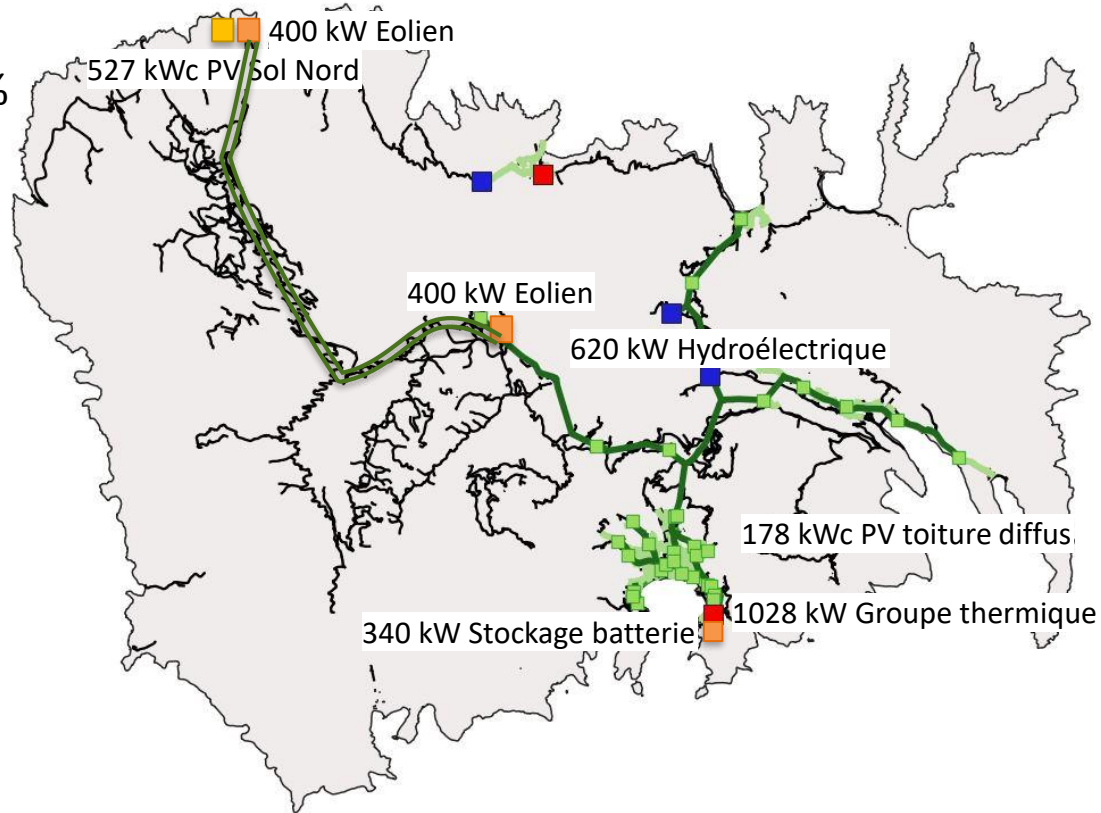 400 kW Eolien
527 kWc PV Sol Nord
%
400 kW Eolien
620 kW Hydroélectrique
178 kWc PV toiture diffus
1028 kW Groupe thermique
340 kW Stockage batterie